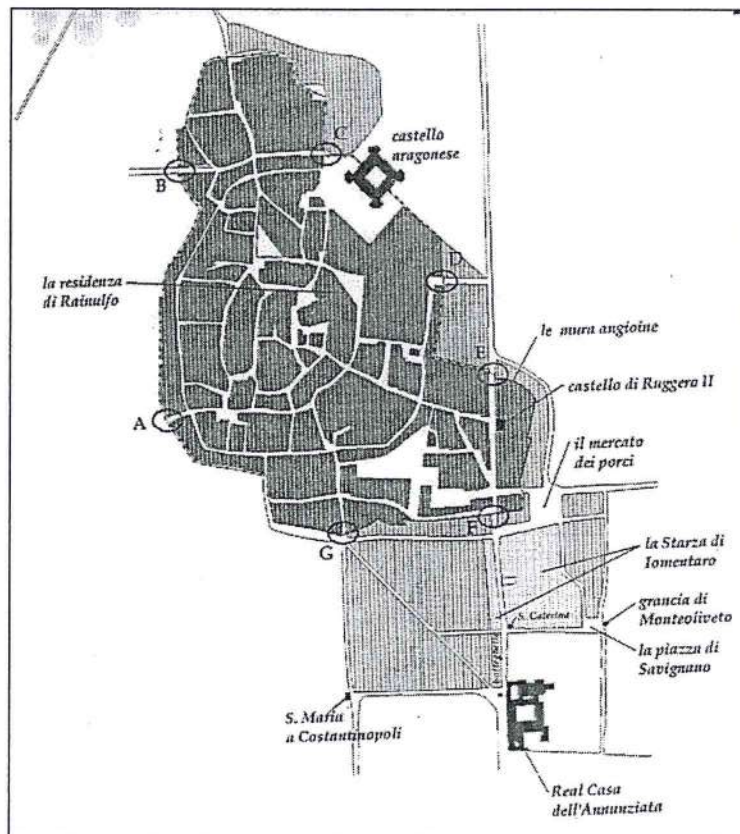 C
castello
aragonese
B
D
la residenza
di Rainulfo
le mura angioine
E
castello di Ruggero II
A
il mercato
dei porci
F
G
la Starza di
Iomentaro
grancia di
Monteoliveto
S. Caterina
la piazza di
Savignano
S. Maria
a Costantinopoli
Real Casa
dell'Annunziata